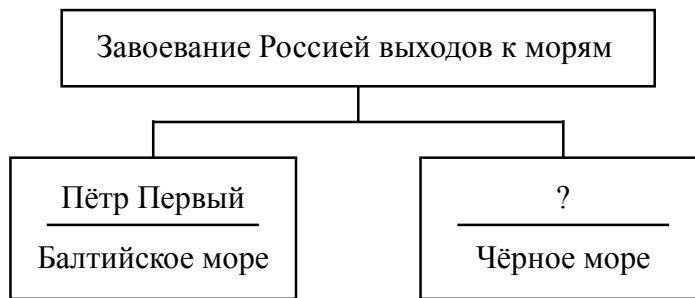 Завоевание Россией выходов к морям
Пётр Первый
Балтийское море
?
Чёрное море